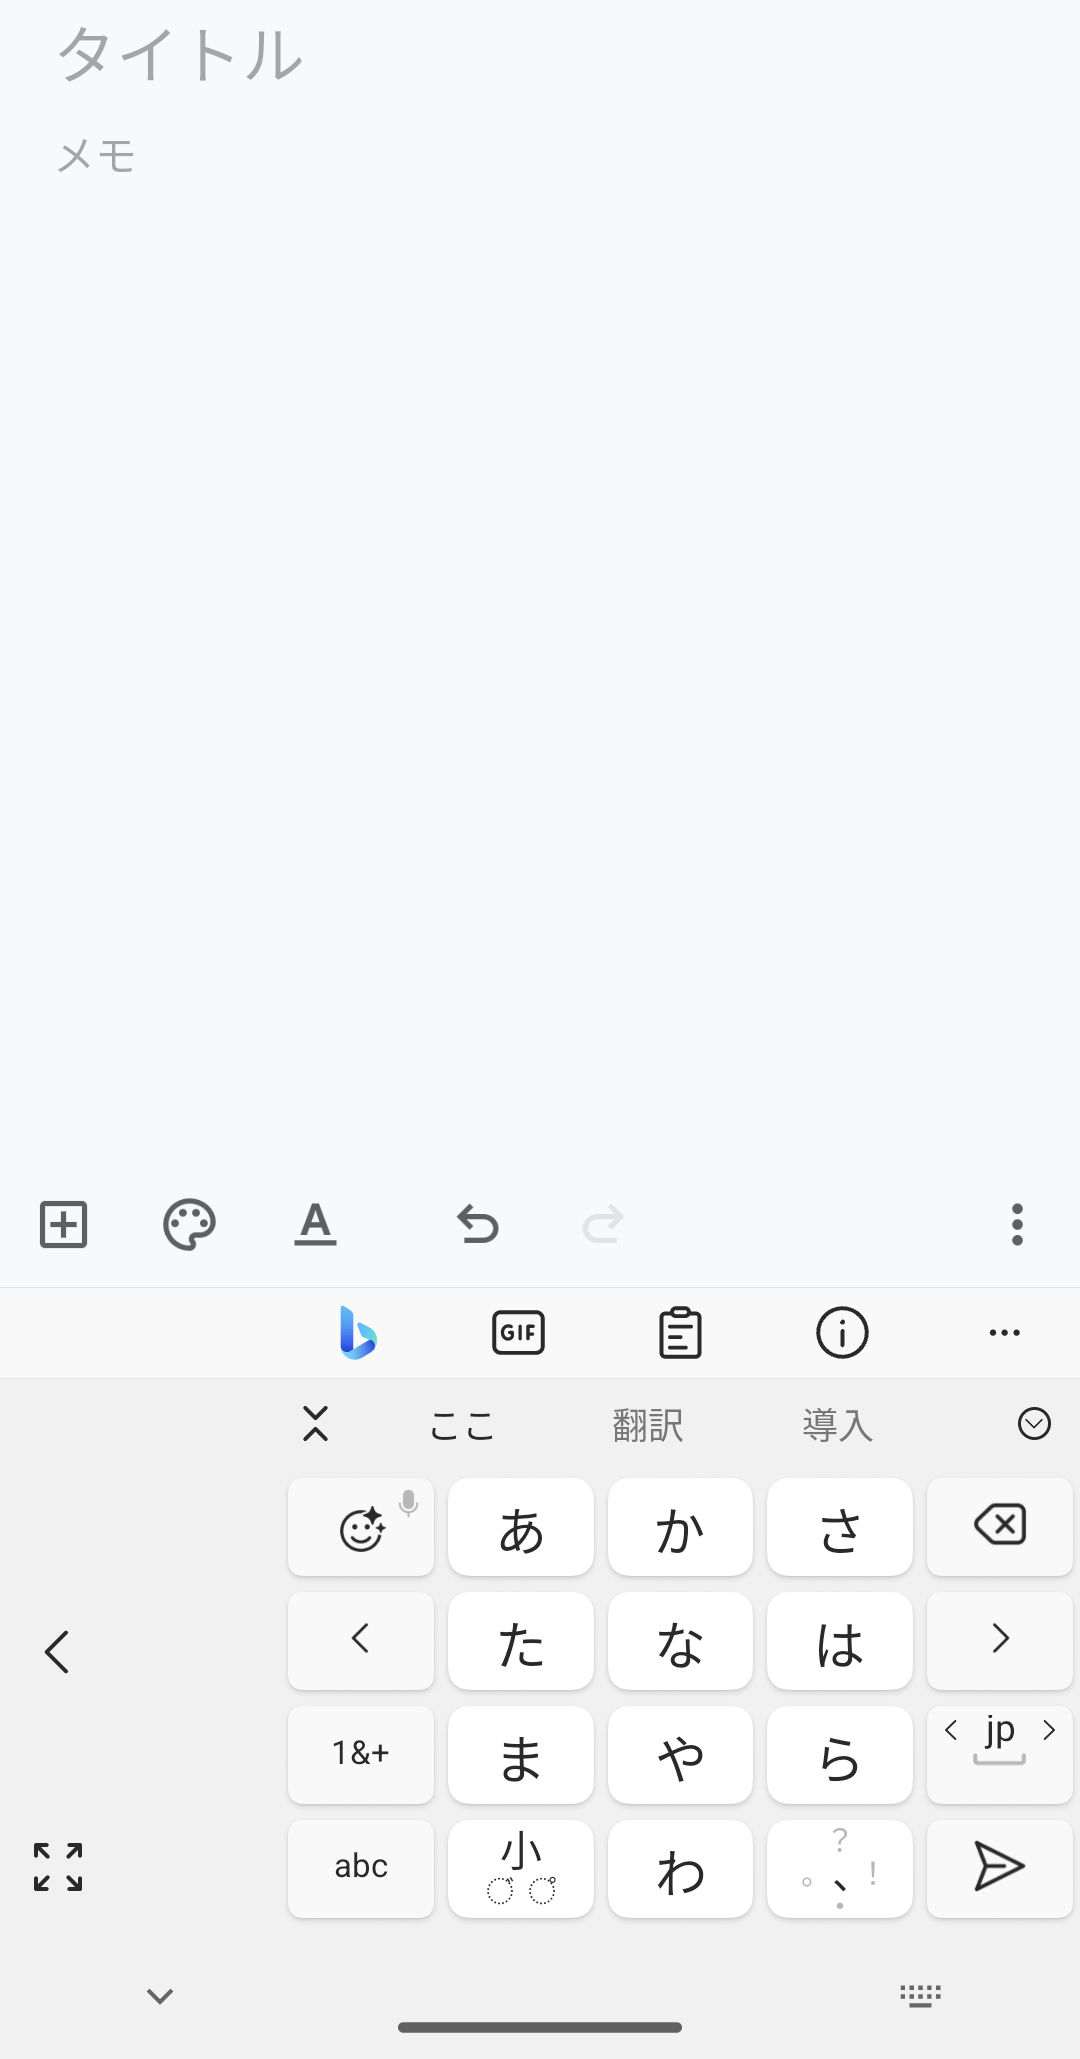 タイトル
メモ
A
GIF
ここ 翻訳 導入
あ か さ
た な は
1&+ ま や ら jp
abc 小 わ 。 、 ? !